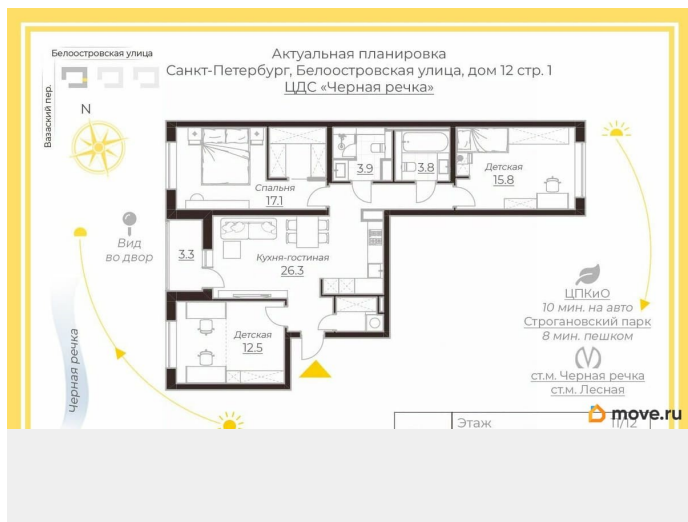 Белоостровская улица
Вазаский пер.
Актуальная планировка
Санкт-Петербург, Белоостровская улица, дом 12 стр. 1
ЦДС «Черная речка»
N
3.9
3.8
Детская
15.8
Спальня
17.1
Вид
во двор
3.3
Кухня-гостиная
26.3
Детская
12.5
Черная речка
ЦПКиО
10 мин. на авто
Строгановский парк
8 мин. пешком
ст.м. Черная речка
ст.м. Лесная
move.ru
Этаж
11/12